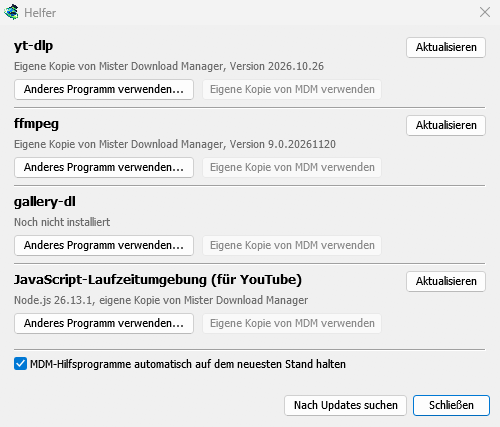 Helfer
yt-dlp
Aktualisieren
Eigene Kopie von Mister Download Manager, Version 2026.10.26
Anderes Programm verwenden... Eigene Kopie von MDM verwenden
ffmpeg
Aktualisieren
Eigene Kopie von Mister Download Manager, Version 9.0.20261120
Anderes Programm verwenden... Eigene Kopie von MDM verwenden
gallery-dl
Noch nicht installiert
Anderes Programm verwenden... Eigene Kopie von MDM verwenden
JavaScript-Laufzeitumgebung (für YouTube)
Aktualisieren
Node.js 26.13.1, eigene Kopie von Mister Download Manager
Anderes Programm verwenden... Eigene Kopie von MDM verwenden
MDM-Hilfsprogramme automatisch auf dem neuesten Stand halten
Nach Updates suchen Schließen